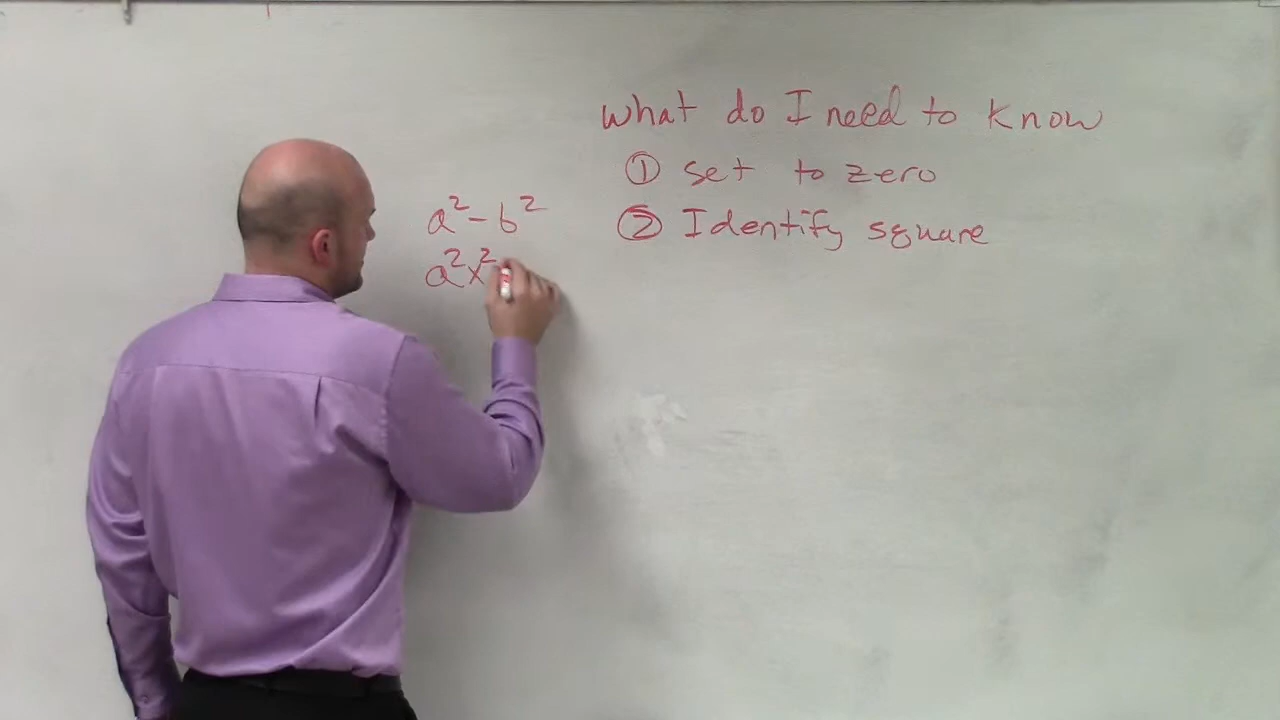 What do I need to know
① set to zero
② Identify square
a² - b²
a²x²